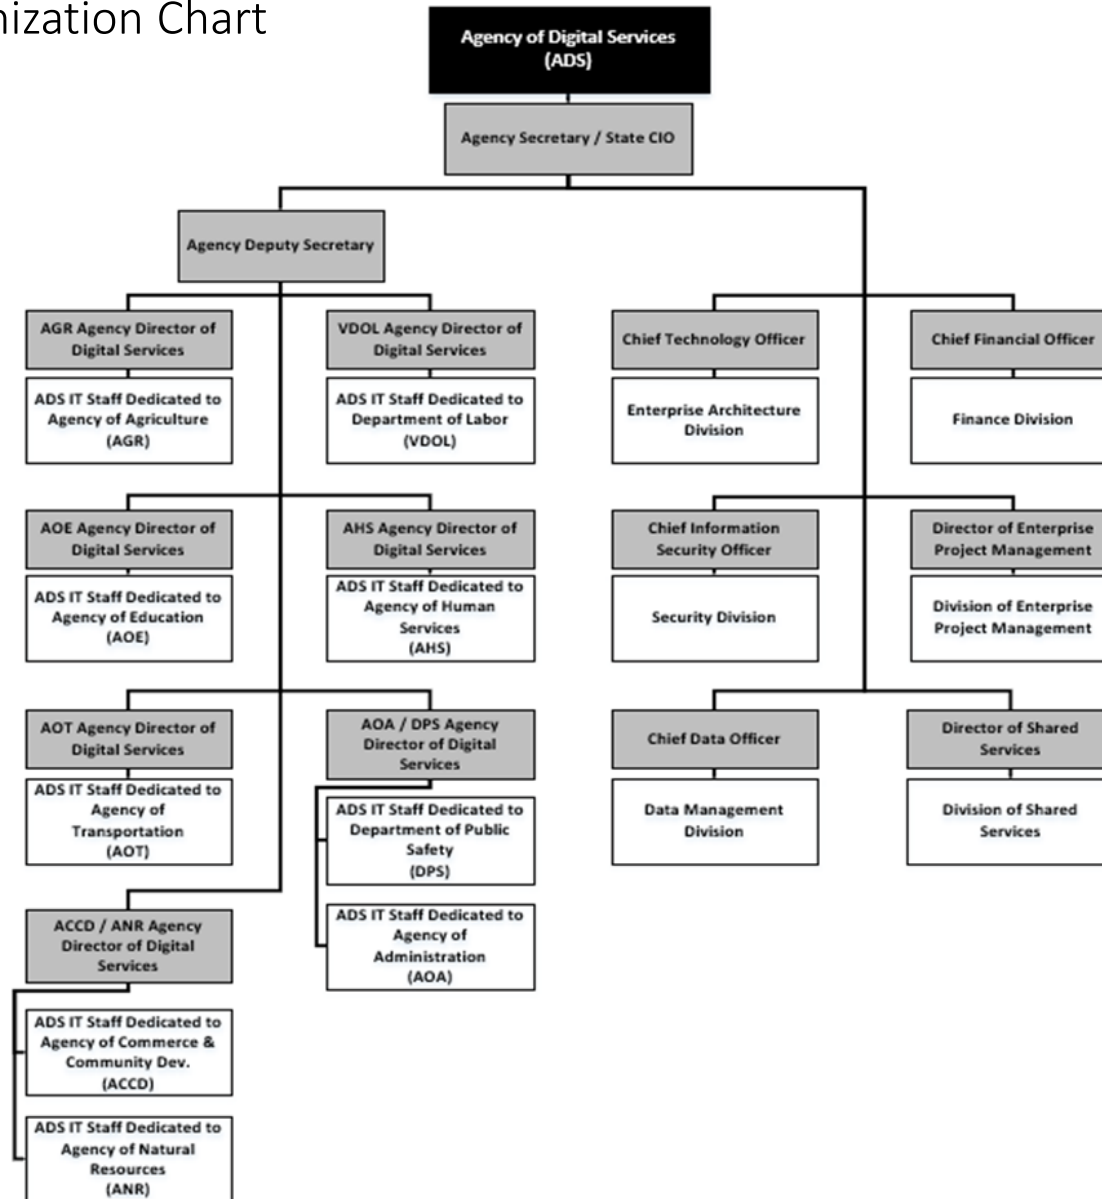 nization Chart
Agency of Digital Services
(ADS)
Agency Secretary / State CIO
Agency Deputy Secretary
AGR Agency Director of
Digital Services
ADS IT Staff Dedicated to
Agency of Agriculture
(AGR)
VDOL Agency Director of
Digital Services
ADS IT Staff Dedicated to
Department of Labor
(VDOL)
Chief Technology Officer
Enterprise Architecture
Division
Chief Financial Officer
Finance Division
AOE Agency Director of
Digital Services
ADS IT Staff Dedicated to
Agency of Education
(AOE)
AHS Agency Director of
Digital Services
ADS IT Staff Dedicated to
Agency of Human
Services
(AHS)
Chief Information
Security Officer
Security Division
Director of Enterprise
Project Management
Division of Enterprise
Project Management
AOT Agency Director of
Digital Services
ADS IT Staff Dedicated to
Agency of
Transportation
(AOT)
AOA / DPS Agency
Director of Digital
Services
ADS IT Staff Dedicated to
Department of Public
Safety
(DPS)
ADS IT Staff Dedicated to
Agency of
Administration
(AOA)
Chief Data Officer
Data Management
Division
Director of Shared
Services
Division of Shared
Services
ACCD / ANR Agency
Director of Digital
Services
ADS IT Staff Dedicated to
Agency of Commerce &
Community Dev.
(ACCD)
ADS IT Staff Dedicated to
Agency of Natural
Resources
(ANR)